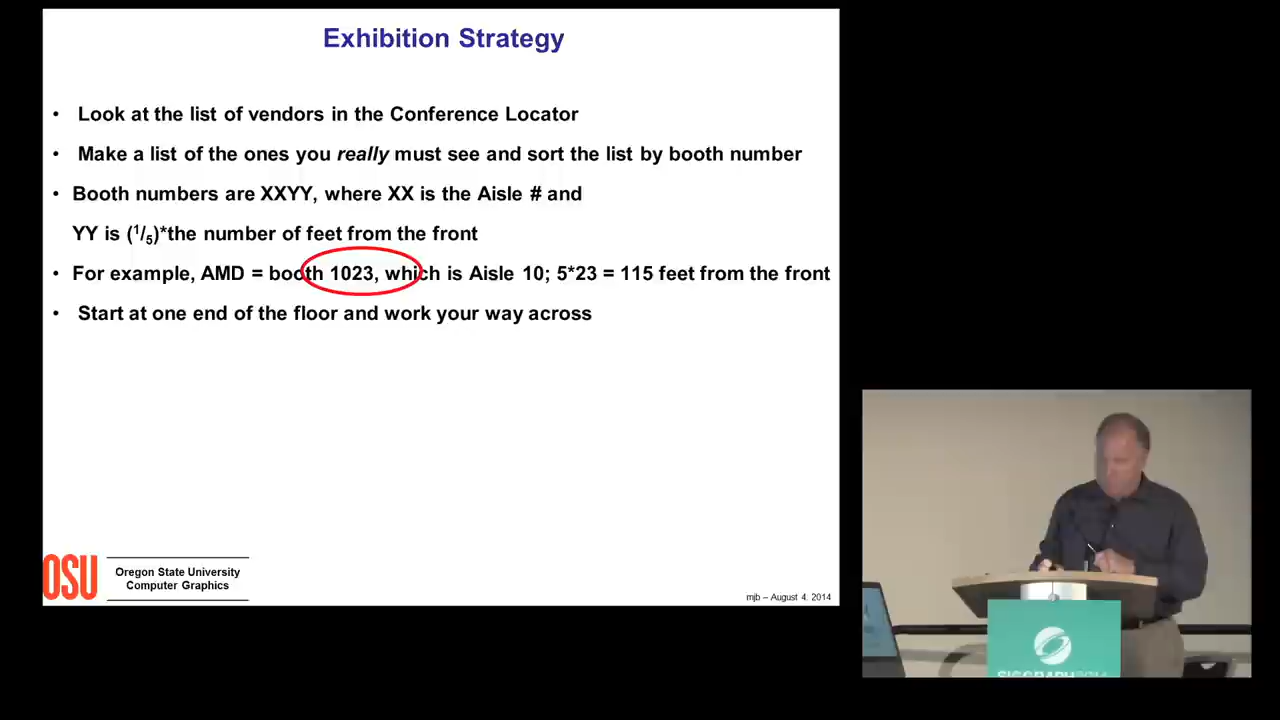 Exhibition Strategy
• Look at the list of vendors in the Conference Locator
• Make a list of the ones you really must see and sort the list by booth number
• Booth numbers are XXYY, where XX is the Aisle # and
YY is (1/5)*the number of feet from the front
• For example, AMD = booth 1023, which is Aisle 10; 5*23 = 115 feet from the front
• Start at one end of the floor and work your way across
OSU
Oregon State University
Computer Graphics
mjb – August 4. 2014
SIGGRAPH2014